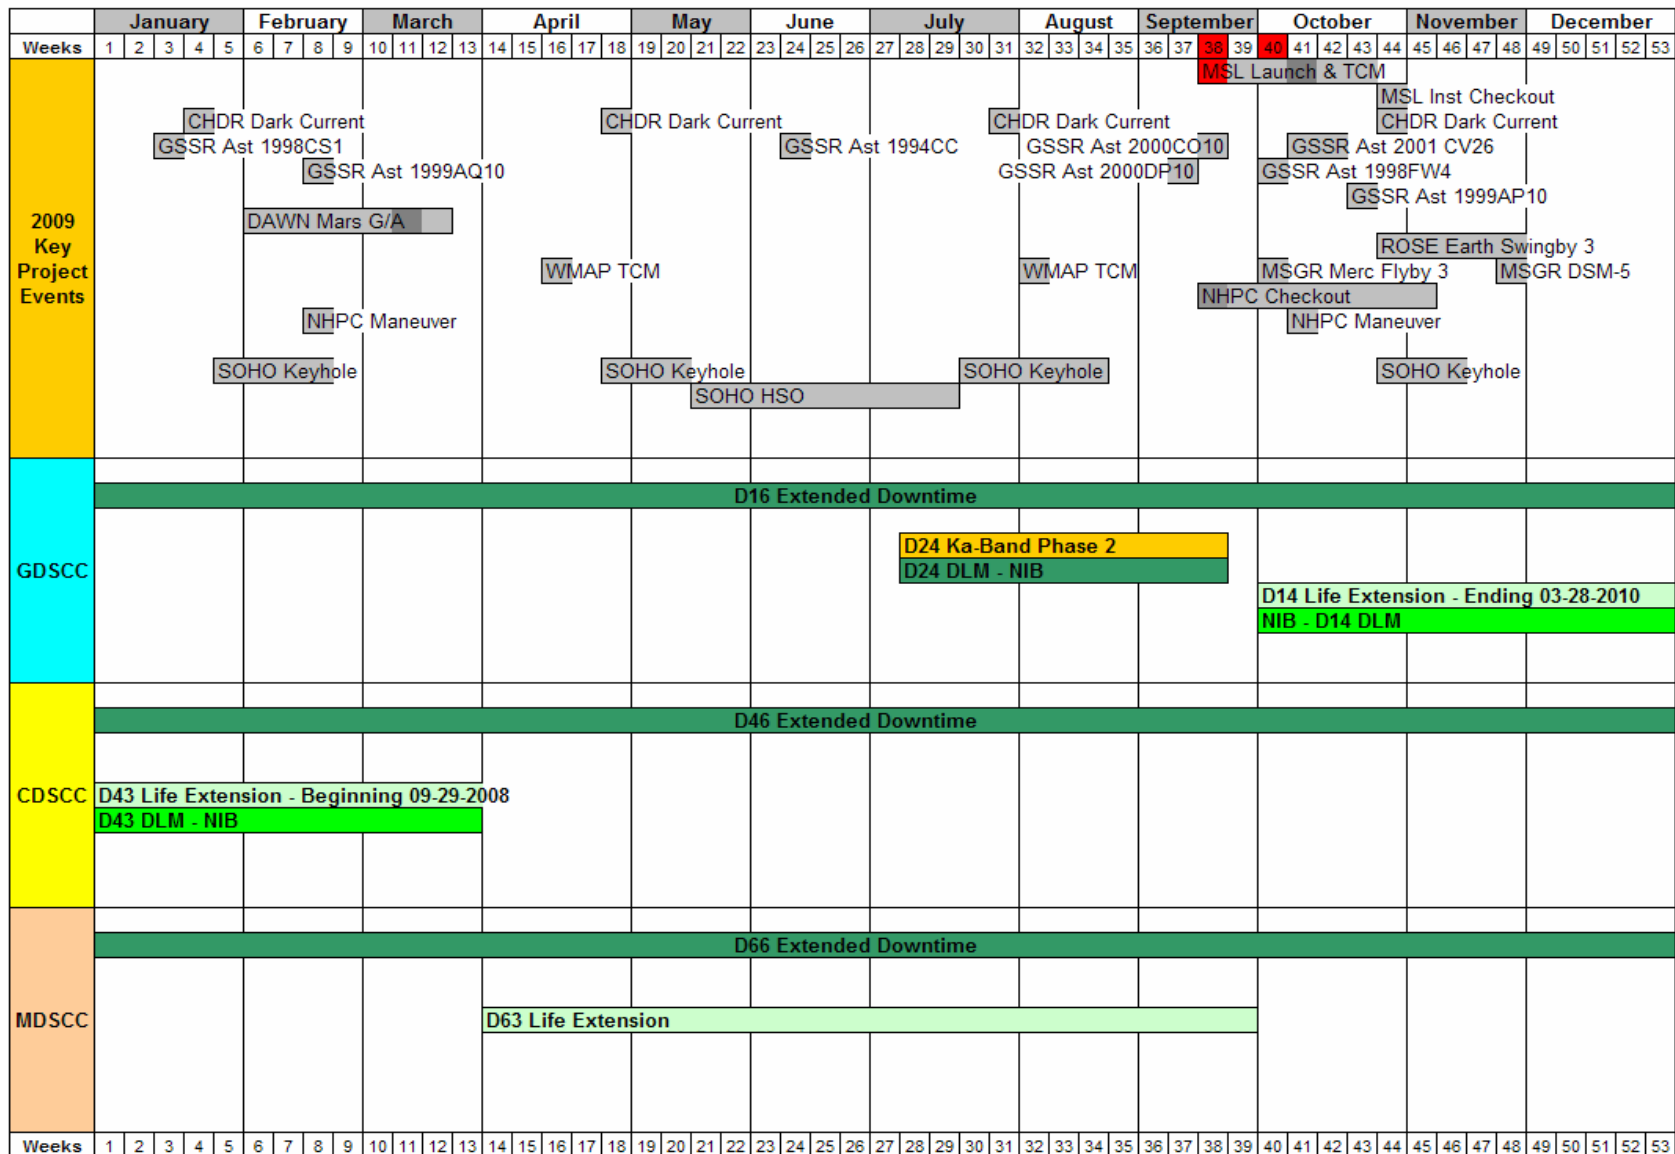 January February March April May June July August September October November December
Weeks 1 2 3 4 5 6 7 8 9 10 11 12 13 14 15 16 17 18 19 20 21 22 23 24 25 26 27 28 29 30 31 32 33 34 35 36 37 38 39 40 41 42 43 44 45 46 47 48 49 50 51 52 53
2009
Key
Project
Events
MSL Launch & TCM
MSL Inst Checkout
CHDR Dark Current CHDR Dark Current CHDR Dark Current CHDR Dark Current
GSSR Ast 1998CS1 GSSR Ast 1994CC GSSR Ast 2000CO10 GSSR Ast 2001 CV26
GSSR Ast 1999AQ10 GSSR Ast 2000DP10 GSSR Ast 1998FW4
GSSR Ast 1999AP10
DAWN Mars G/A
ROSE Earth Swingby 3
WMAP TCM WMAP TCM MSGR Merc Flyby 3 MSGR DSM-5
NHPC Checkout
NHPC Maneuver NHPC Maneuver
SOHO Keyhole SOHO Keyhole SOHO Keyhole SOHO Keyhole
SOHO HSO
GDSCC
D16 Extended Downtime
D24 Ka-Band Phase 2
D24 DLM - NIB
D14 Life Extension - Ending 03-28-2010
NIB - D14 DLM
CDSCC
D46 Extended Downtime
D43 Life Extension - Beginning 09-29-2008
D43 DLM - NIB
MDSCC
D66 Extended Downtime
D63 Life Extension
Weeks 1 2 3 4 5 6 7 8 9 10 11 12 13 14 15 16 17 18 19 20 21 22 23 24 25 26 27 28 29 30 31 32 33 34 35 36 37 38 39 40 41 42 43 44 45 46 47 48 49 50 51 52 53